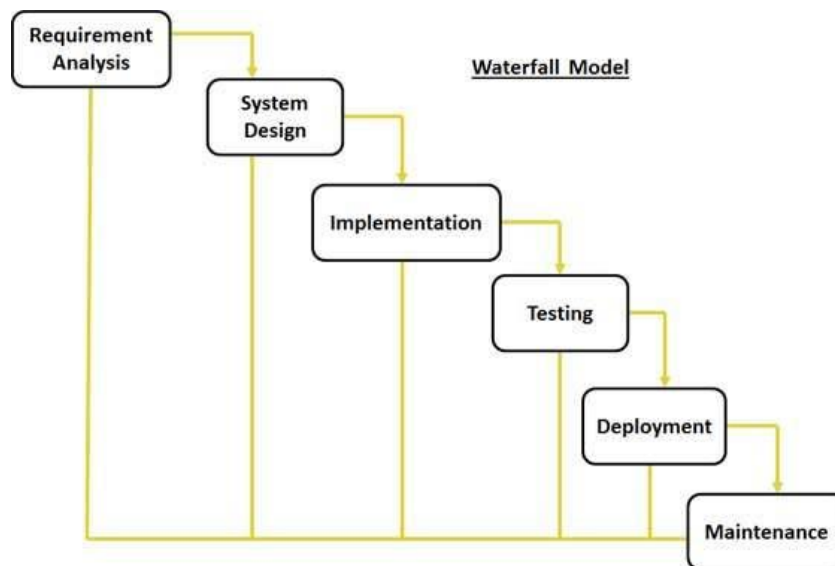 Requirement
Analysis
Waterfall Model
System
Design
Implementation
Testing
Deployment
Maintenance